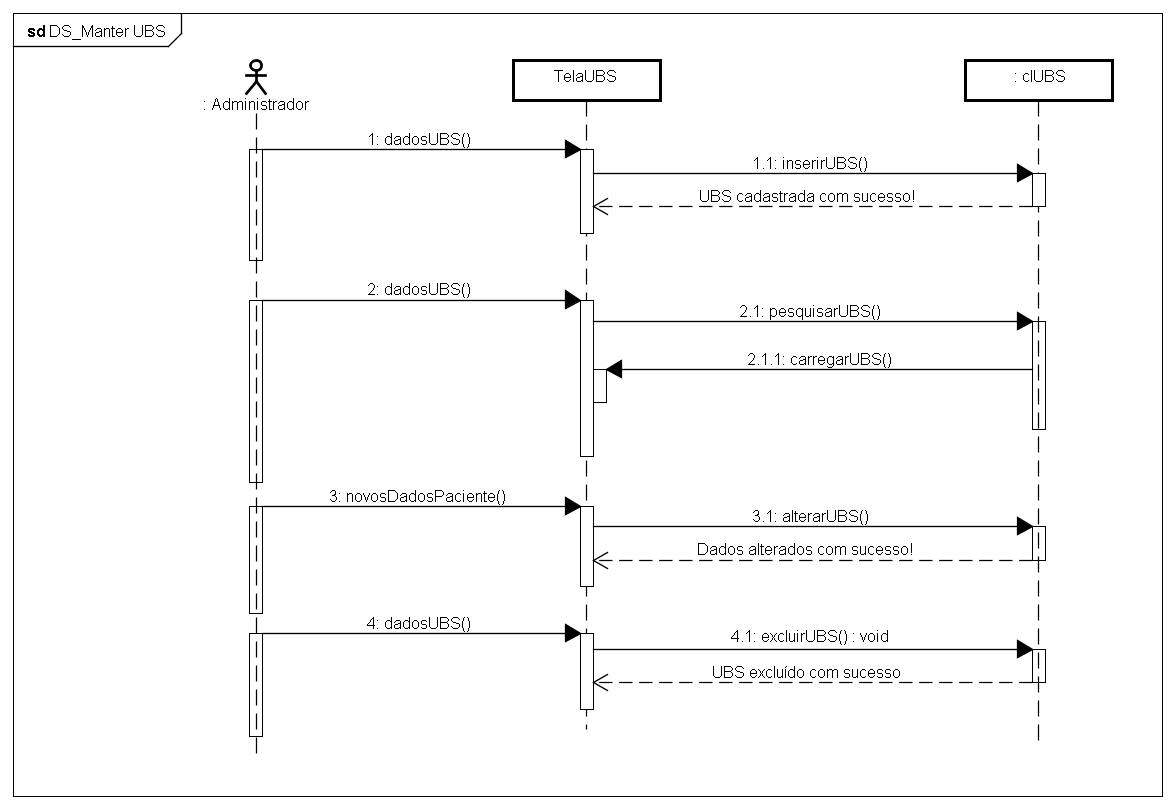 sd DS_Manter UBS
: Administrador
TelaUBS
: clUBS
1: dadosUBS()
1.1: inserirUBS()
UBS cadastrada com sucesso!
2: dadosUBS()
2.1: pesquisarUBS()
2.1.1: carregarUBS()
3: novosDadosPaciente()
3.1: alterarUBS()
Dados alterados com sucesso!
4: dadosUBS()
4.1: excluirUBS() : void
UBS excluído com sucesso